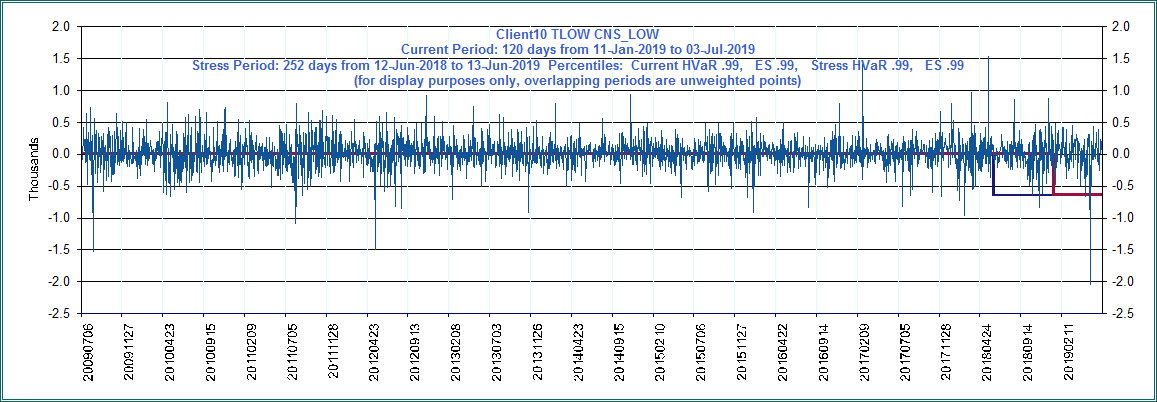 Client10 TLOW CNS_LOW
Current Period: 120 days from 11-Jan-2019 to 03-Jul-2019
Stress Period: 252 days from 12-Jun-2018 to 13-Jun-2019 Percentiles: Current HVaR .99, ES .99, Stress HVaR .99, ES .99
(for display purposes only, overlapping periods are unweighted points)
Thousands
2.0 2.0
1.5 1.5
1.0 1.0
0.5 0.5
0.0 0.0
-0.5 -0.5
-1.0 -1.0
-1.5 -1.5
-2.0 -2.0
-2.5 -2.5
20090706 20091127 20100423 20100915 20110209 20110705 20111128 20120423 20120913 20130208 20130703 20131126 20140423 20140915 20150210 20150706 20151127 20160422 20160914 20170209 20170705 20171128 20180424 20180914 20190211